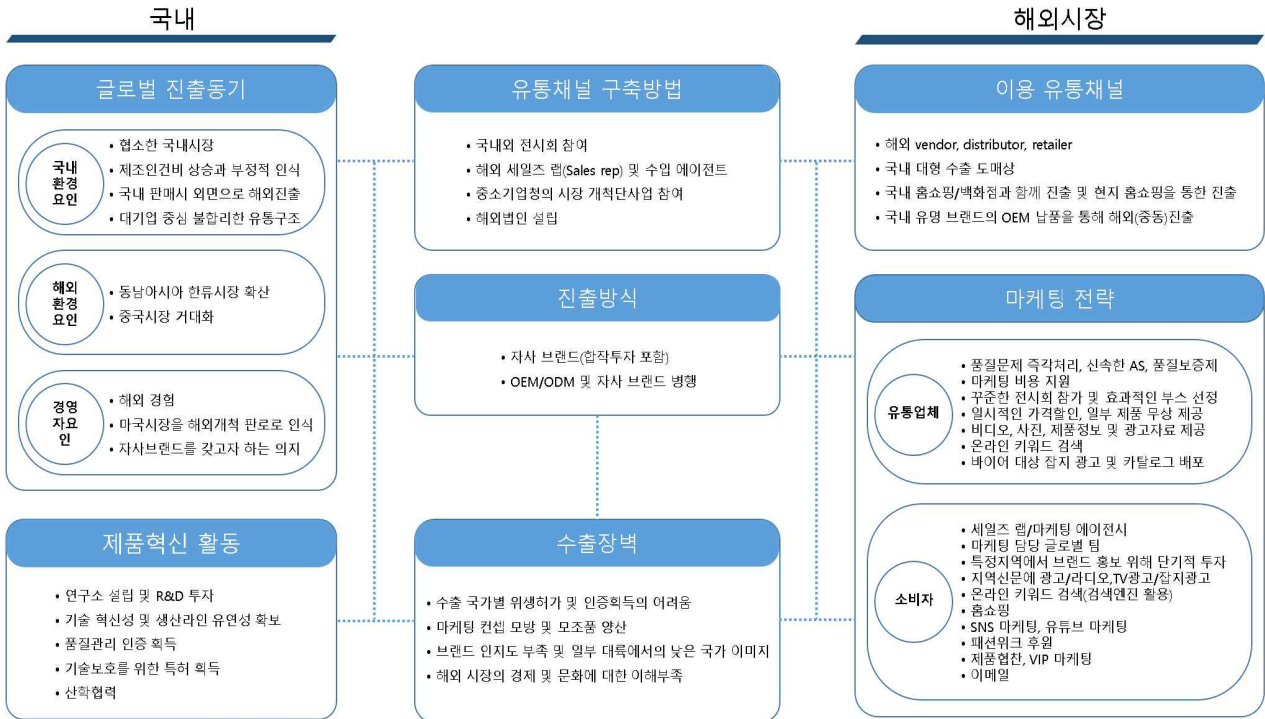 국내
해외시장
글로벌 진출동기
국내
환경
요인
• 협소한 국내시장
• 제조인건비 상승과 부정적 인식
• 국내 판매시 외면으로 해외진출
• 대기업 중심 불합리한 유통구조
해외
환경
요인
• 동남아시아 한류시장 확산
• 중국시장 거대화
경영
자요
인
• 해외 경험
• 마국시장을 해외개척 판로로 인식
• 자사브랜드를 갖고자 하는 의지
제품혁신 활동
• 연구소 설립 및 R&D 투자
• 기술 혁신성 및 생산라인 유연성 확보
• 품질관리 인증 획득
• 기술보호를 위한 특허 획득
• 산학협력
유통채널 구축방법
• 국내외 전시회 참여
• 해외 세일즈 랩(Sales rep) 및 수입 에이전트
• 중소기업청의 시장 개척단사업 참여
• 해외법인 설립
진출방식
• 자사 브랜드(합작투자 포함)
• OEM/ODM 및 자사 브랜드 병행
수출장벽
• 수출 국가별 위생허가 및 인증획득의 어려움
• 마케팅 컨셉 모방 및 모조품 양산
• 브랜드 인지도 부족 및 일부 대륙에서의 낮은 국가 이미지
• 해외 시장의 경제 및 문화에 대한 이해부족
이용 유통채널
• 해외 vendor, distributor, retailer
• 국내 대형 수출 도매상
• 국내 홈쇼핑/백화점과 함께 진출 및 현지 홈쇼핑을 통한 진출
• 국내 유명 브랜드의 OEM 납품을 통해 해외(중동)진출
마케팅 전략
유통업체
• 품질문제 즉각처리, 신속한 AS, 품질보증제
• 마케팅 비용 지원
• 꾸준한 전시회 참가 및 효과적인 부스 선정
• 일시적인 가격할인, 일부 제품 무상 제공
• 비디오, 사진, 제품정보 및 광고자료 제공
• 온라인 키워드 검색
• 바이어 대상 잡지 광고 및 카탈로그 배포
소비자
• 세일즈 랩/마케팅 에이전시
• 마케팅 담당 글로벌 팀
• 특정지역에서 브랜드 홍보 위해 단기적 투자
• 지역신문에 광고/라디오,TV광고/잡지광고
• 온라인 키워드 검색(검색엔진 활용)
• 홈쇼핑
• SNS 마케팅, 유튜브 마케팅
• 패션위크 후원
• 제품협찬, VIP 마케팅
• 이메일